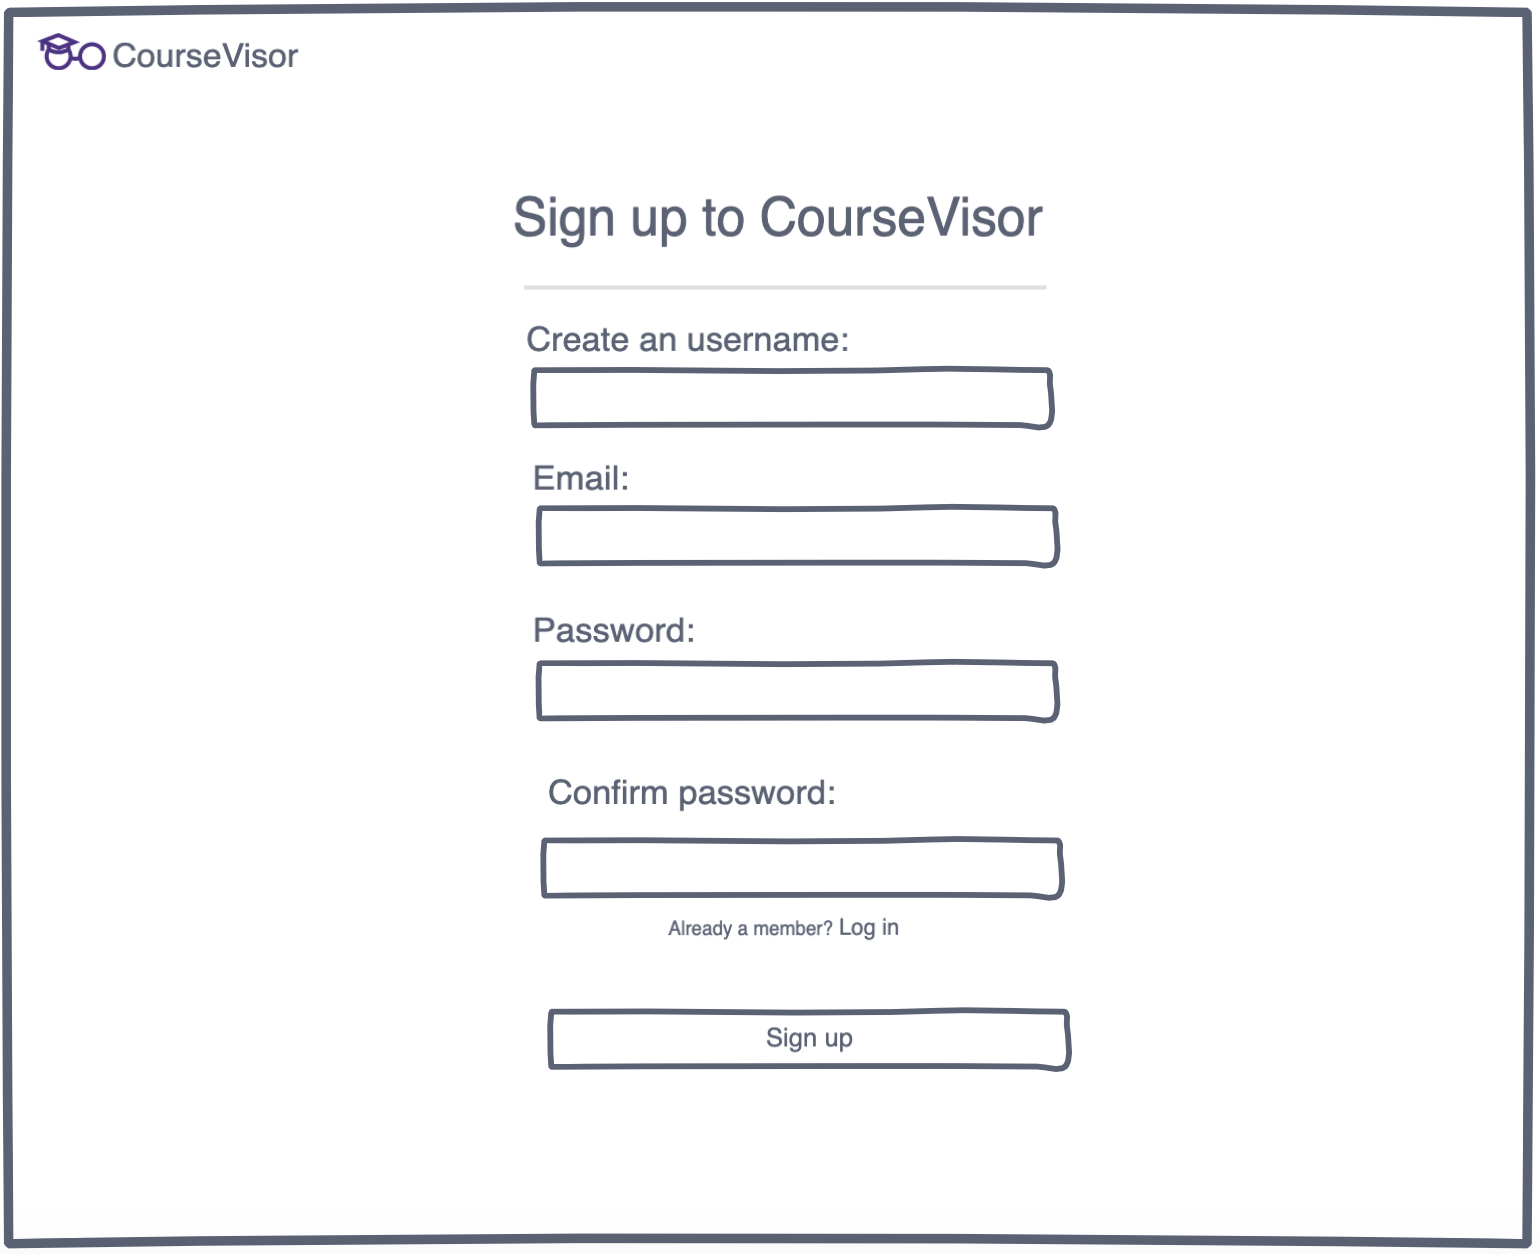 CourseVisor
Sign up to CourseVisor
Create an username:
Email:
Password:
Confirm password:
Already a member? Log in
Sign up